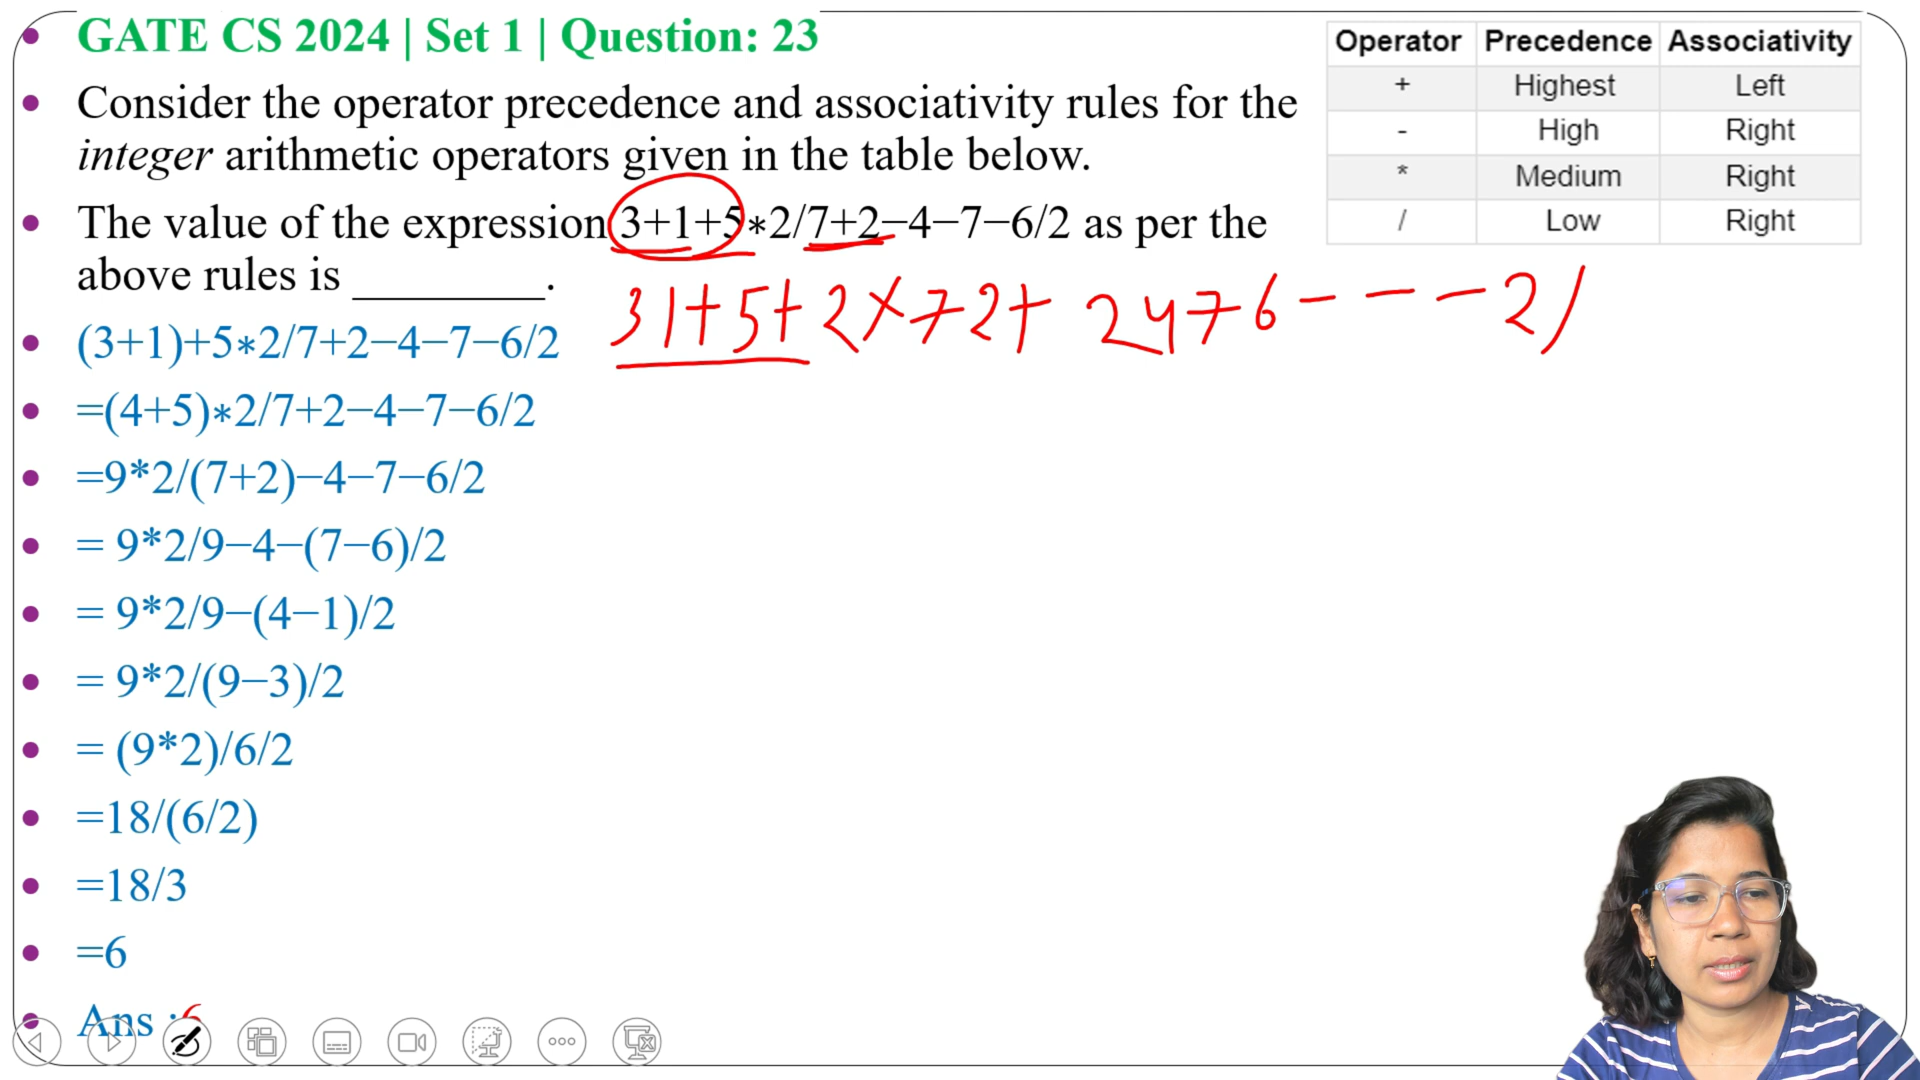 GATE CS 2024 | Set 1 | Question: 23
Consider the operator precedence and associativity rules for the
integer arithmetic operators given in the table below.
The value of the expression 3+1+5∗2/7+2−4−7−6/2 as per the
above rules is ________.
Operator Precedence Associativity
+ Highest Left
- High Right
* Medium Right
/ Low Right
31+5+2×72+ 2476 - - - 2/
(3+1)+5∗2/7+2−4−7−6/2
=(4+5)∗2/7+2−4−7−6/2
=9*2/(7+2)−4−7−6/2
= 9*2/9−4−(7−6)/2
= 9*2/9−(4−1)/2
= 9*2/(9−3)/2
= (9*2)/6/2
=18/(6/2)
=18/3
=6
Ans :6